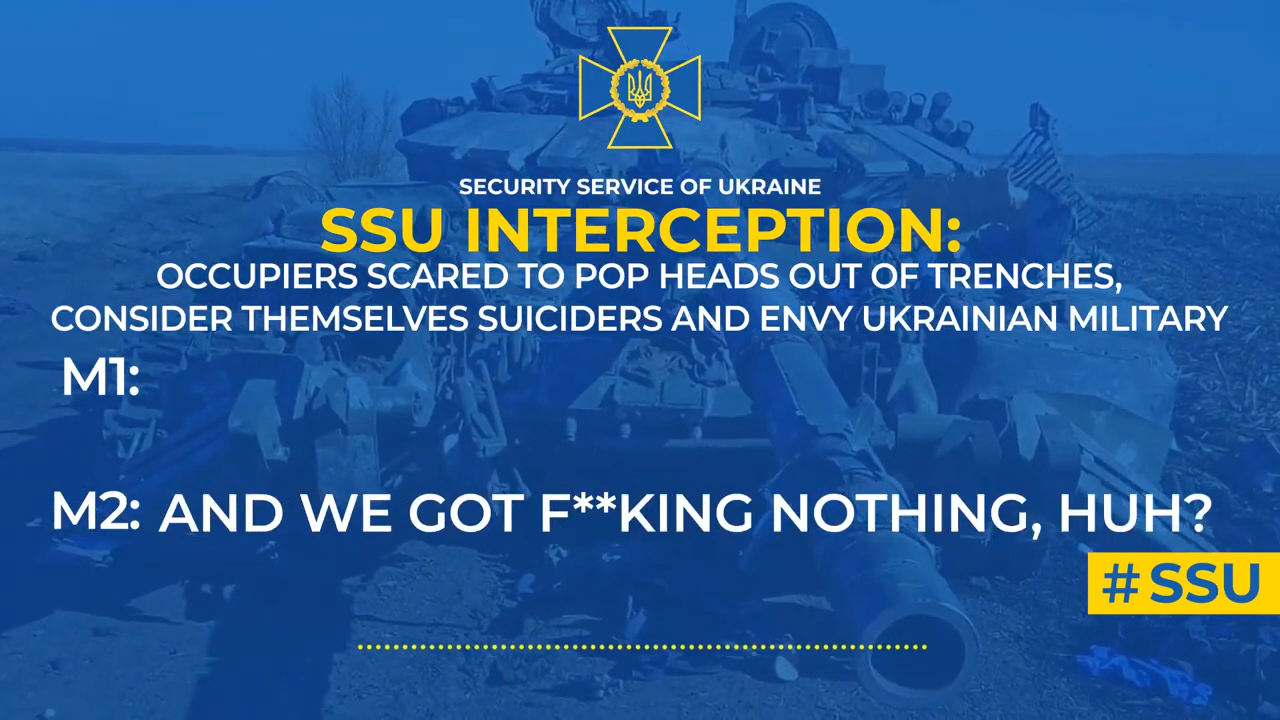 SECURITY SERVICE OF UKRAINE
SSU INTERCEPTION:
OCCUPIERS SCARED TO POP HEADS OUT OF TRENCHES,
CONSIDER THEMSELVES SUICIDERS AND ENVY UKRAINIAN MILITARY
M1:
M2: AND WE GOT F**KING NOTHING, HUH?
#SSU